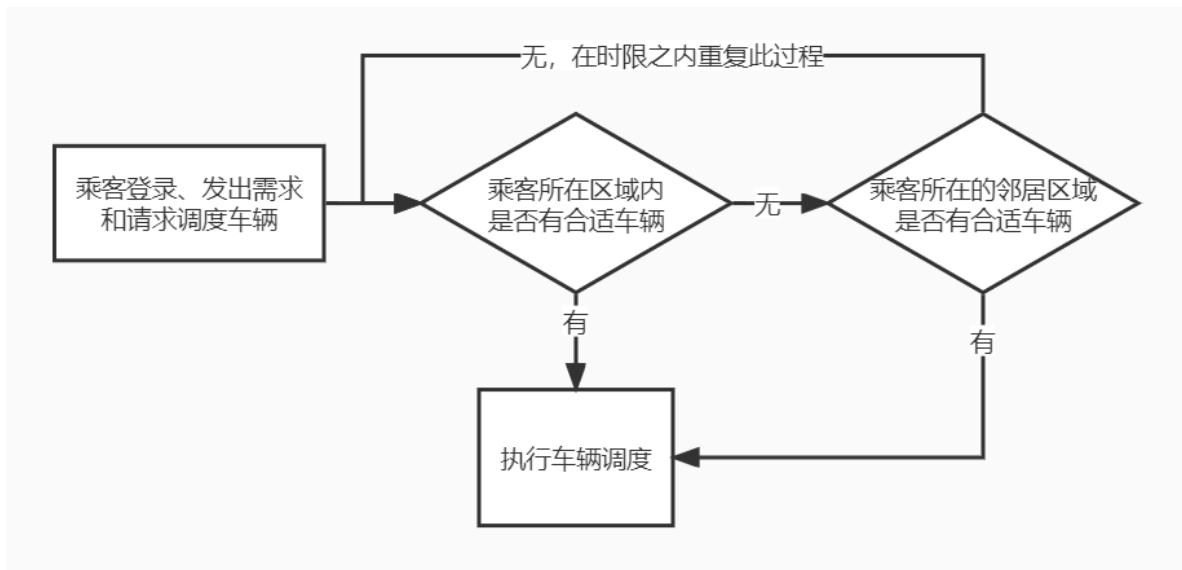 无，在时限之内重复此过程
乘客登录、发出需求
和请求调度车辆
乘客所在区域内
是否有合适车辆
无
乘客所在的邻居区域
是否有合适车辆
有
有
执行车辆调度